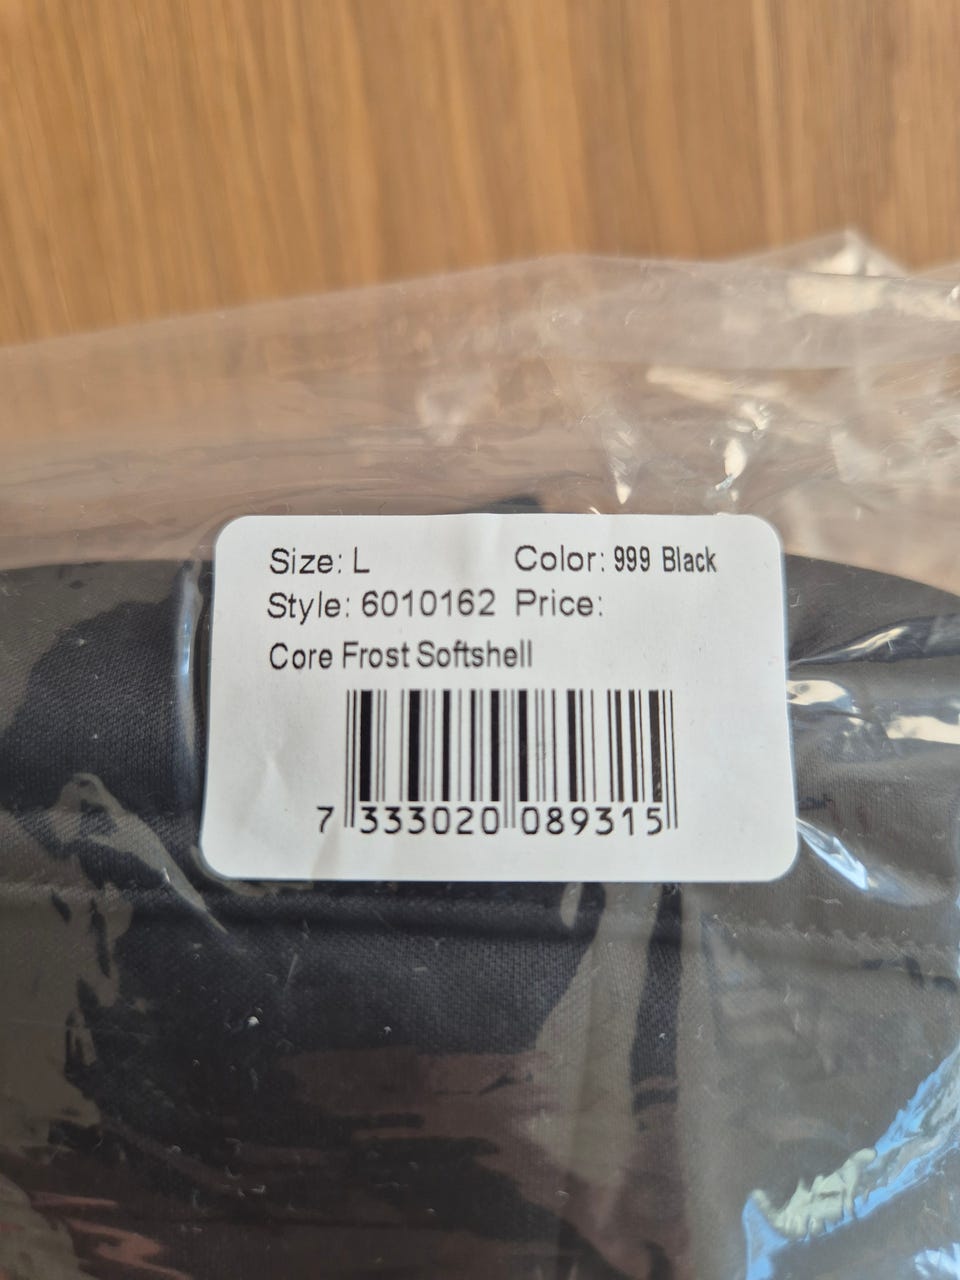 Size: L Color: 999 Black
Style: 6010162 Price:
Core Frost Softshell
7 333020 089315